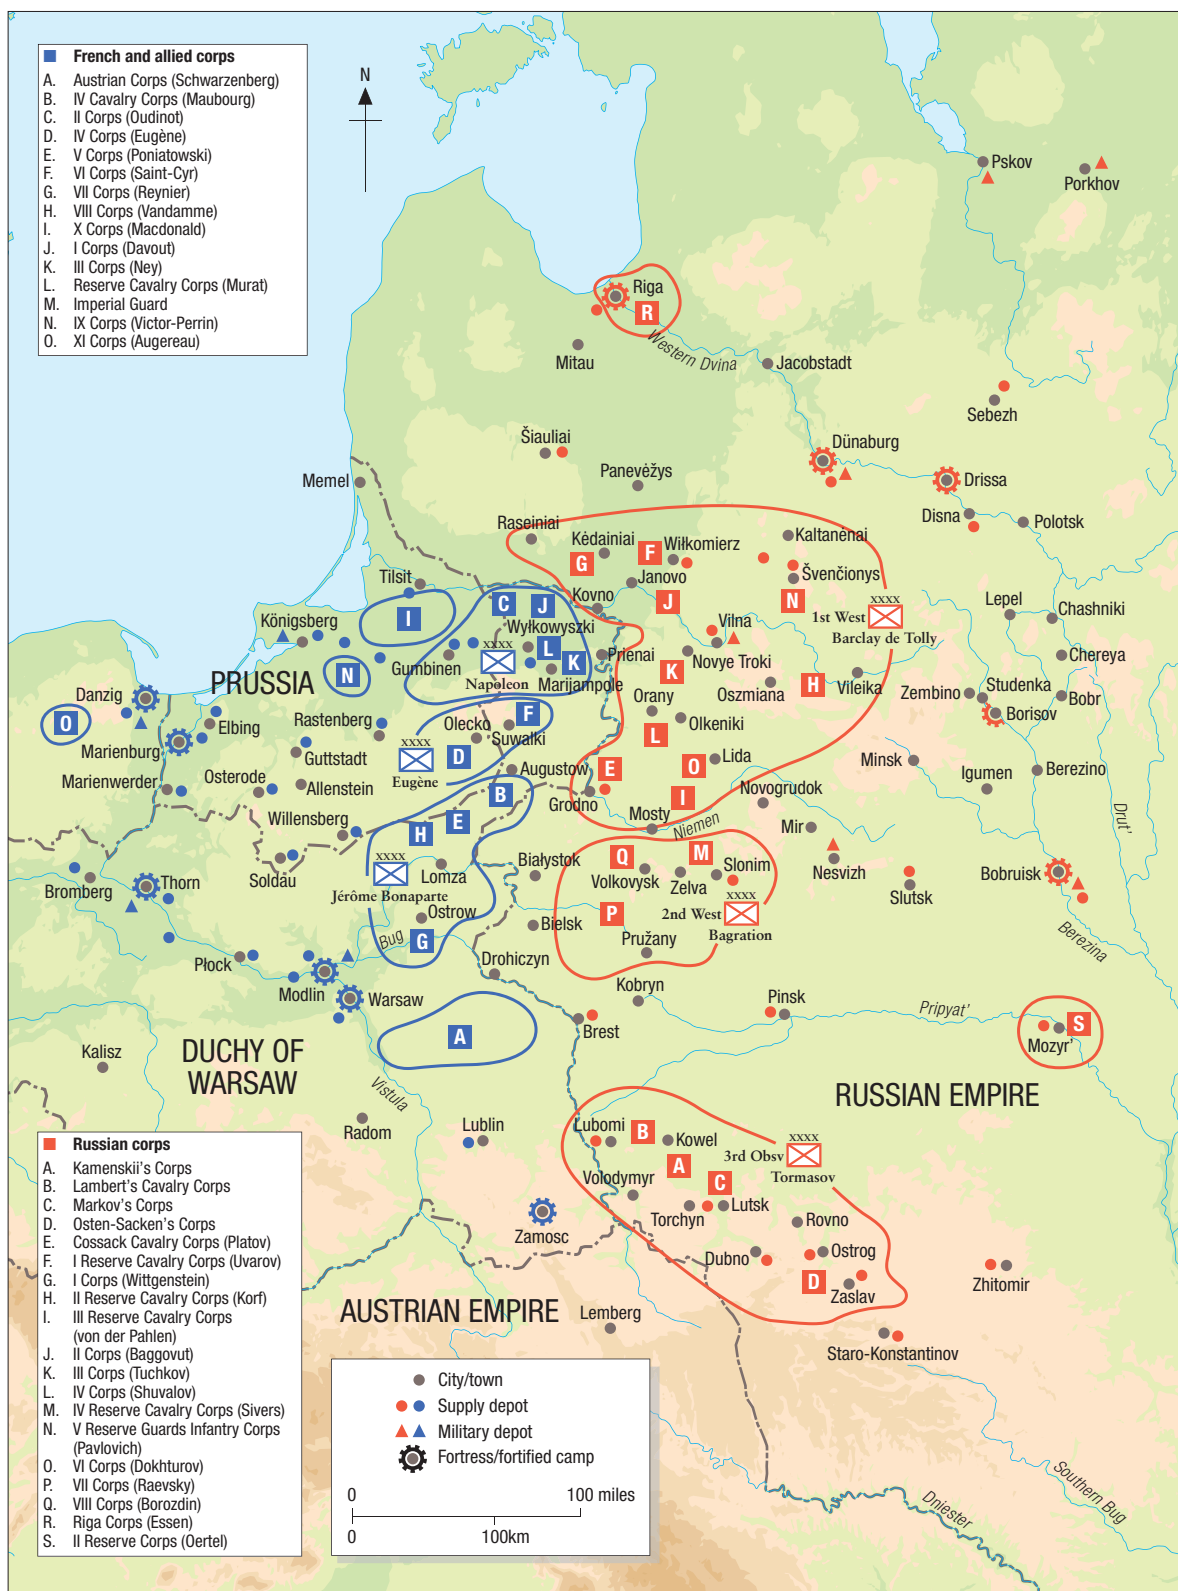 French and allied corps
A. Austrian Corps (Schwarzenberg)
B. IV Cavalry Corps (Maubourg)
C. II Corps (Oudinot)
D. IV Corps (Eugène)
E. V Corps (Poniatowski)
F. VI Corps (Saint-Cyr)
G. VII Corps (Reynier)
H. VIII Corps (Vandamme)
I. X Corps (Macdonald)
J. I Corps (Davout)
K. III Corps (Ney)
L. Reserve Cavalry Corps (Murat)
M. Imperial Guard
N. IX Corps (Victor-Perrin)
O. XI Corps (Augereau)
N
Pskov
Porkhov
Riga
R
Western Dvina
Mitau
Jacobstadt
Sebezh
Šiauliai
Dünaburg
Memel
Panevėžys
Drissa
Disna
Polotsk
Raseiniai
Kėdainiai
G
F
Wiłkomierz
Kaltanėnai
Švenčionys
Tilsit
I
C
J
Janovo
Kovno
J
N
xxxx
1st West
Barclay de Tolly
Lepel
Chashniki
Königsberg
Wyłkowyszki
Vilna
Gumbinen
xxxx
Napoleon
L
K
Marijampole
Prienai
Novye Troki
K
Oszmiana
H
Vileika
Chereya
PRUSSIA
N
Danzig
O
Elbing
Marienburg
Rastenberg
Olecko
F
Suwalki
Orany
Olkeniki
L
Zembino
Studenka
Bobr
Borisov
Guttstadt
xxxx
Eugène
D
Marienwerder
Osterode
Allenstein
Augustow
E
O
Lida
I
Minsk
Igumen
Berezino
B
Grodno
Novogrudok
Drut’
Willensberg
H
E
Mosty
Niemen
Mir
Soldau
xxxx
Jérôme Bonaparte
Lomza
Białystok
Q
Volkovysk
M
Zelva
Slonim
Nesvizh
Slutsk
Bobruisk
Bromberg
Thorn
Ostrow
G
Bug
Bielsk
P
xxxx
2nd West
Bagration
Pružany
Berezina
Płock
Modlin
Drohiczyn
Warsaw
Kobryn
Pinsk
Pripyat’
A
Brest
S
Mozyr’
Kalisz
DUCHY OF
WARSAW
Vistula
RUSSIAN EMPIRE
Radom
Lublin
Lubomi
B
Kowel
xxxx
3rd Obsv
Tormasov
A
C
Volodymyr
Torchyn
Lutsk
Zamosc
Rovno
Dubno
Ostrog
D
Zaslav
Zhitomir
AUSTRIAN EMPIRE
Lemberg
Staro-Konstantinov
Southern Bug
Dniester
Russian corps
A. Kamenskii’s Corps
B. Lambert’s Cavalry Corps
C. Markov’s Corps
D. Osten-Sacken’s Corps
E. Cossack Cavalry Corps (Platov)
F. I Reserve Cavalry Corps (Uvarov)
G. I Corps (Wittgenstein)
H. II Reserve Cavalry Corps (Korf)
I. III Reserve Cavalry Corps
(von der Pahlen)
J. II Corps (Baggovut)
K. III Corps (Tuchkov)
L. IV Corps (Shuvalov)
M. IV Reserve Cavalry Corps (Sivers)
N. V Reserve Guards Infantry Corps
(Pavlovich)
O. VI Corps (Dokhturov)
P. VII Corps (Raevsky)
Q. VIII Corps (Borozdin)
R. Riga Corps (Essen)
S. II Reserve Corps (Oertel)
City/town
Supply depot
Military depot
Fortress/fortified camp
0 100 miles
0 100km